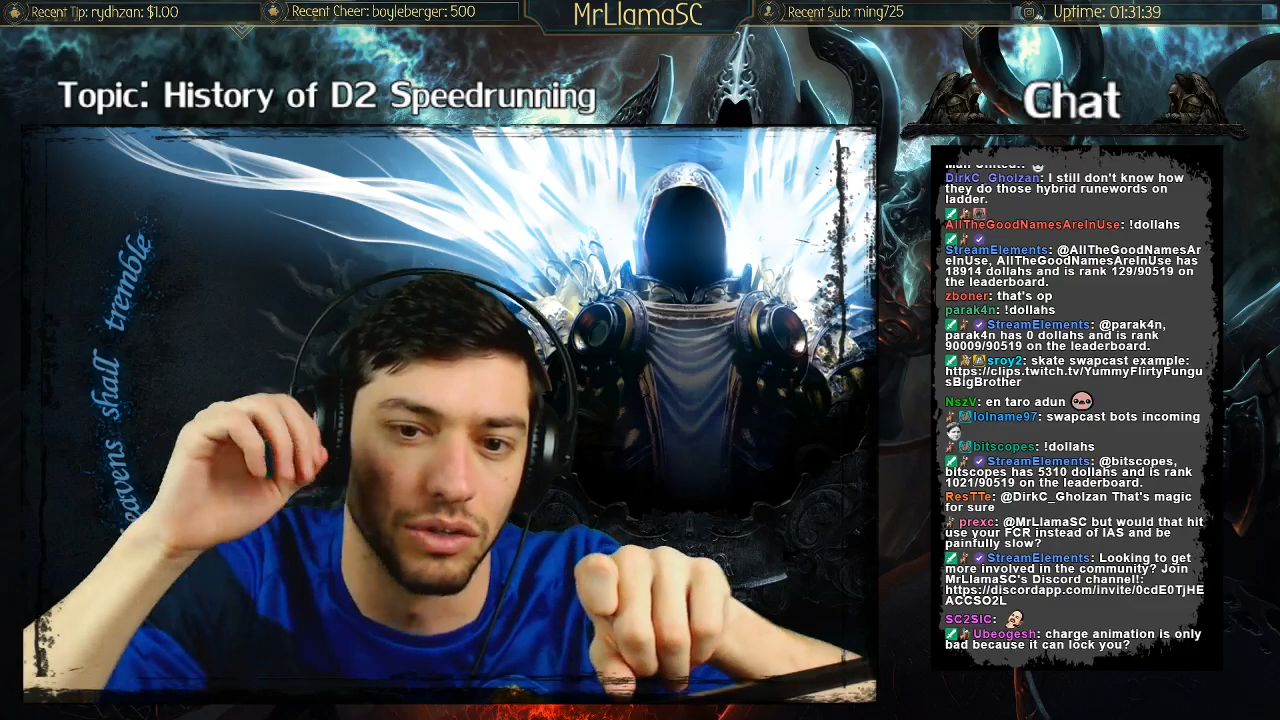 Recent Tip: rydhzan: $1.00
Recent Cheer: boyleberger: 500
MrLlamaSC
Recent Sub: ming725
Uptime: 01:31:39
Topic: History of D2 Speedrunning
Chat
heavens shall tremble
DirkC_Gholzan: I still don't know how
they do those hybrid runewords on
ladder.
AllTheGoodNamesAreInUse: !dollahs
StreamElements: @AllTheGoodNamesAr
eInUse, AllTheGoodNamesAreInUse has
18914 dollahs and is rank 129/90519 on
the leaderboard.
zboner: that's op
parak4n: !dollahs
StreamElements: @parak4n,
parak4n has 0 dollahs and is rank
90009/90519 on the leaderboard.
sroy2: skate swapcast example:
https://clips.twitch.tv/YummyFlirtyFungu
sBigBrother
NszV: en taro adun
lolname97: swapcast bots incoming
bitscopes: !dollahs
StreamElements: @bitscopes,
bitscopes has 5310 dollahs and is rank
1021/90519 on the leaderboard.
ResTTe: @DirkC_Gholzan That's magic
for sure
prexc: @MrLlamaSC but would that hit
use your FCR instead of IAS and be
painfully slow?
StreamElements: Looking to get
more involved in the community? Join
MrLlamaSC's Discord channel!:
https://discordapp.com/invite/0cdE0TjHE
ACCSO2L
SC2SIC:
Ubeogesh: charge animation is only
bad because it can lock you?